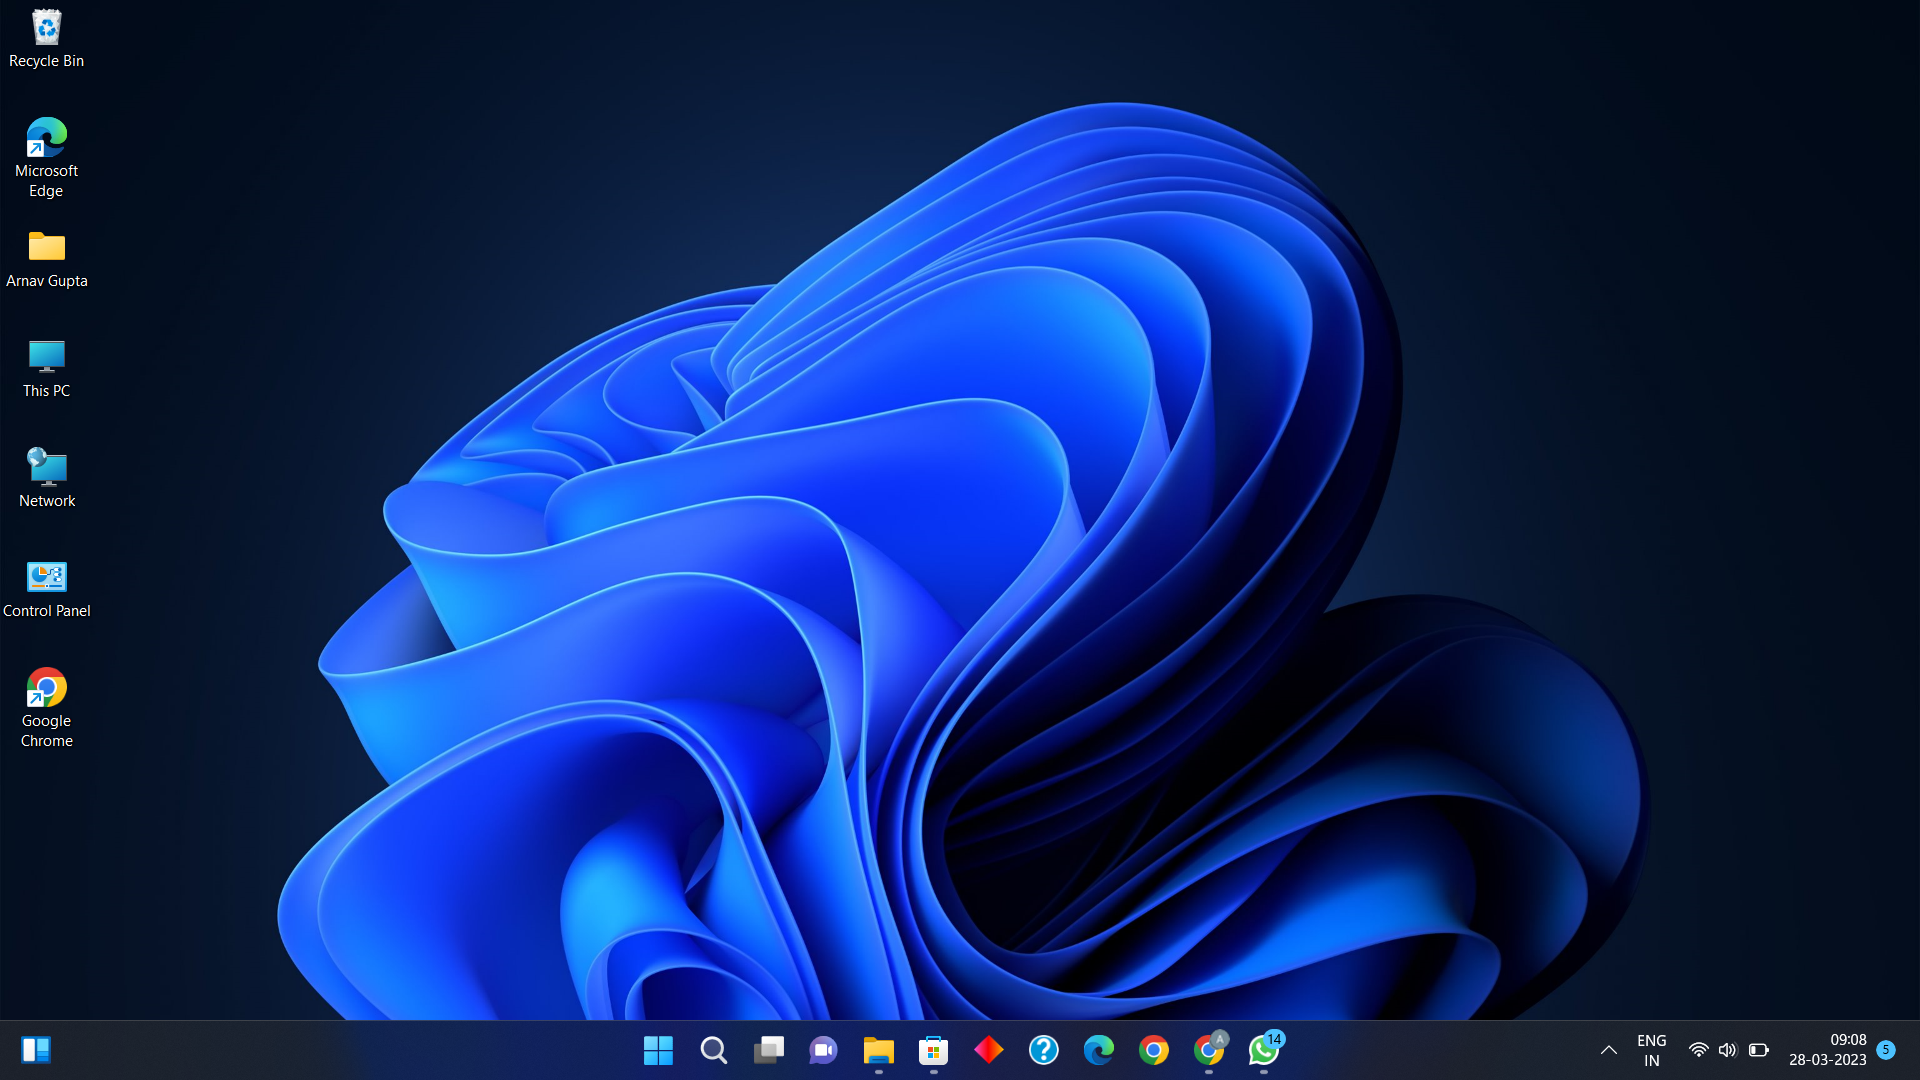 Recycle Bin
Microsoft
Edge
Arnav Gupta
This PC
Network
Control Panel
Google
Chrome
A
14
ENG
IN
09:08
28-03-2023
5